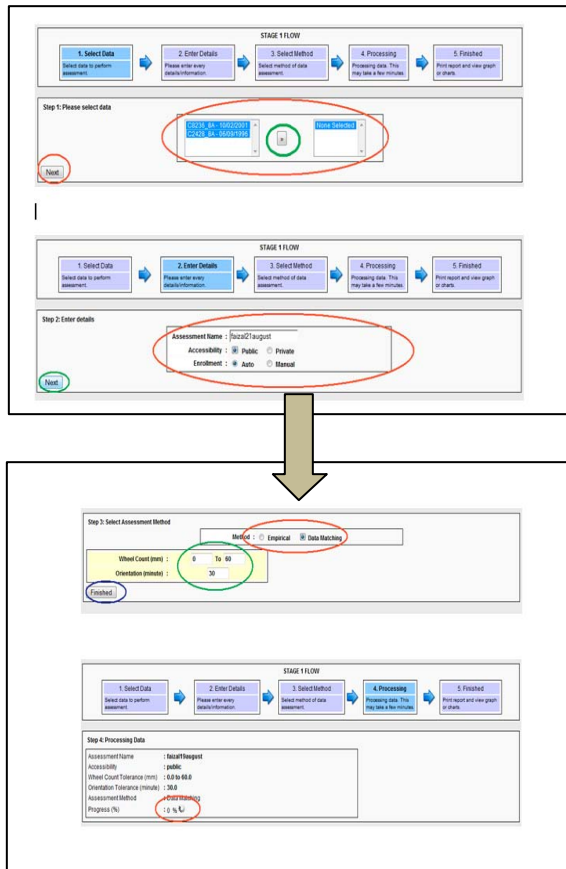 STAGE 1 FLOW
1. Select Data
Select data to perform
assessment.
2. Enter Details
Please enter every
details/information.
3. Select Method
Select method of data
assessment.
4. Processing
Processing data. This
may take a few minutes.
5. Finished
Print report and view graph
or charts.
Step 1: Please select data
C0236_8A - 10/02/2001
C2428_8A - 06/09/1995
None Selected
Next
STAGE 1 FLOW
1. Select Data
Select data to perform
assessment.
2. Enter Details
Please enter every
details/information.
3. Select Method
Select method of data
assessment.
4. Processing
Processing data. This
may take a few minutes.
5. Finished
Print report and view graph
or charts.
Step 2: Enter details
Assessment Name : faizal21august
Accessibility : Public Private
Enrollment : Auto Manual
Next
Step 3: Select Assessment Method
Method : Empirical Data Matching
Wheel Count (mm) : 0 To 60
Orientation (minute) : 30
Finished
STAGE 1 FLOW
1. Select Data
Select data to perform
assessment.
2. Enter Details
Please enter every
details/information.
3. Select Method
Select method of data
assessment.
4. Processing
Processing data. This
may take a few minutes.
5. Finished
Print report and view graph
or charts.
Step 4: Processing Data
Assessment Name : faizal19august
Accessibility : public
Wheel Count Tolerance (mm) : 0.0 to 60.0
Orientation Tolerance (minute) : 30.0
Assessment Method : Data Matching
Progress (%) : 0 %